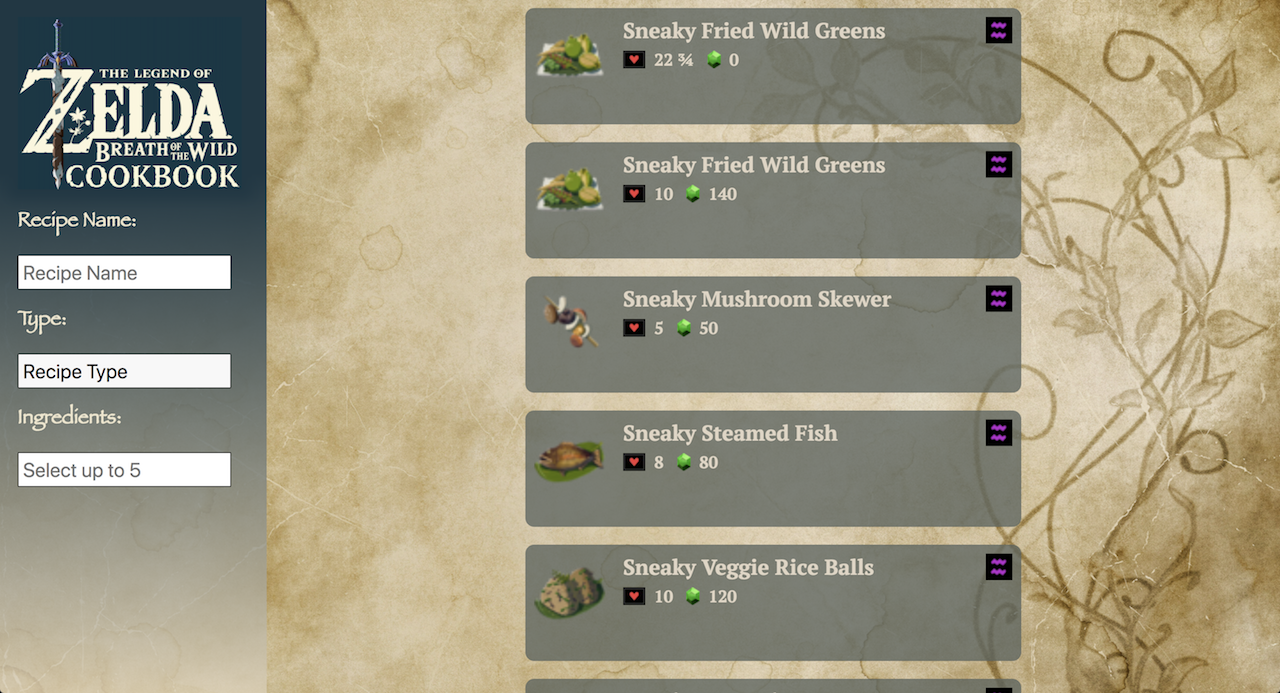 THE LEGEND OF
ZELDA
BREATH OF THE WILD
COOKBOOK
Recipe Name:
Recipe Name
Type:
Recipe Type
Ingredients:
Select up to 5
Sneaky Fried Wild Greens
22 ¾ 0
Sneaky Fried Wild Greens
10 140
Sneaky Mushroom Skewer
5 50
Sneaky Steamed Fish
8 80
Sneaky Veggie Rice Balls
10 120